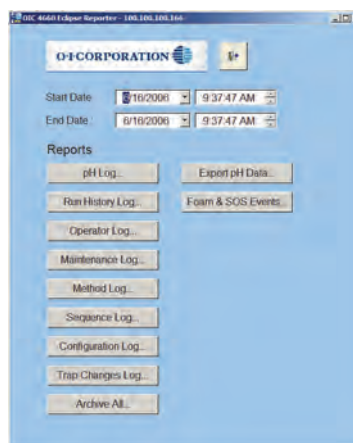 OIC 4660 Eclipse Reporter - 100.100.100.166
O·I·CORPORATION
Start Date 6/16/2006 9:37:47 AM
End Date 6/16/2006 9:37:47 AM
Reports
pH Log... Export pH Data...
Run History Log... Foam & SOS Events...
Operator Log...
Maintenance Log...
Method Log...
Sequence Log...
Configuration Log...
Trap Changes Log...
Archive All...